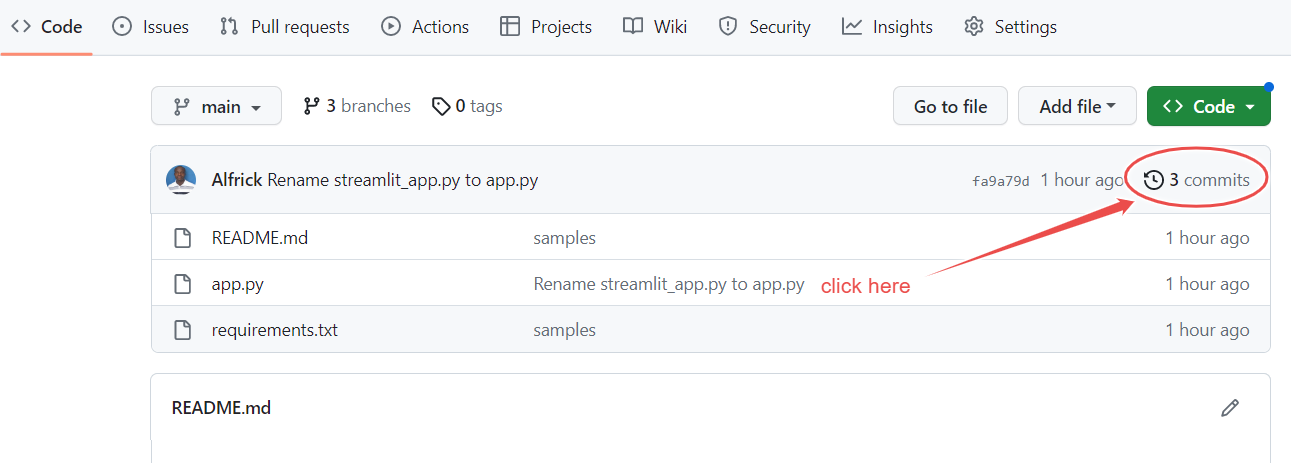 Code Issues Pull requests Actions Projects Wiki Security Insights Settings
main 3 branches 0 tags Go to file Add file Code
Alfrick Rename streamlit_app.py to app.py fa9a79d 1 hour ago 3 commits
README.md samples 1 hour ago
app.py Rename streamlit_app.py to app.py click here 1 hour ago
requirements.txt samples 1 hour ago
README.md